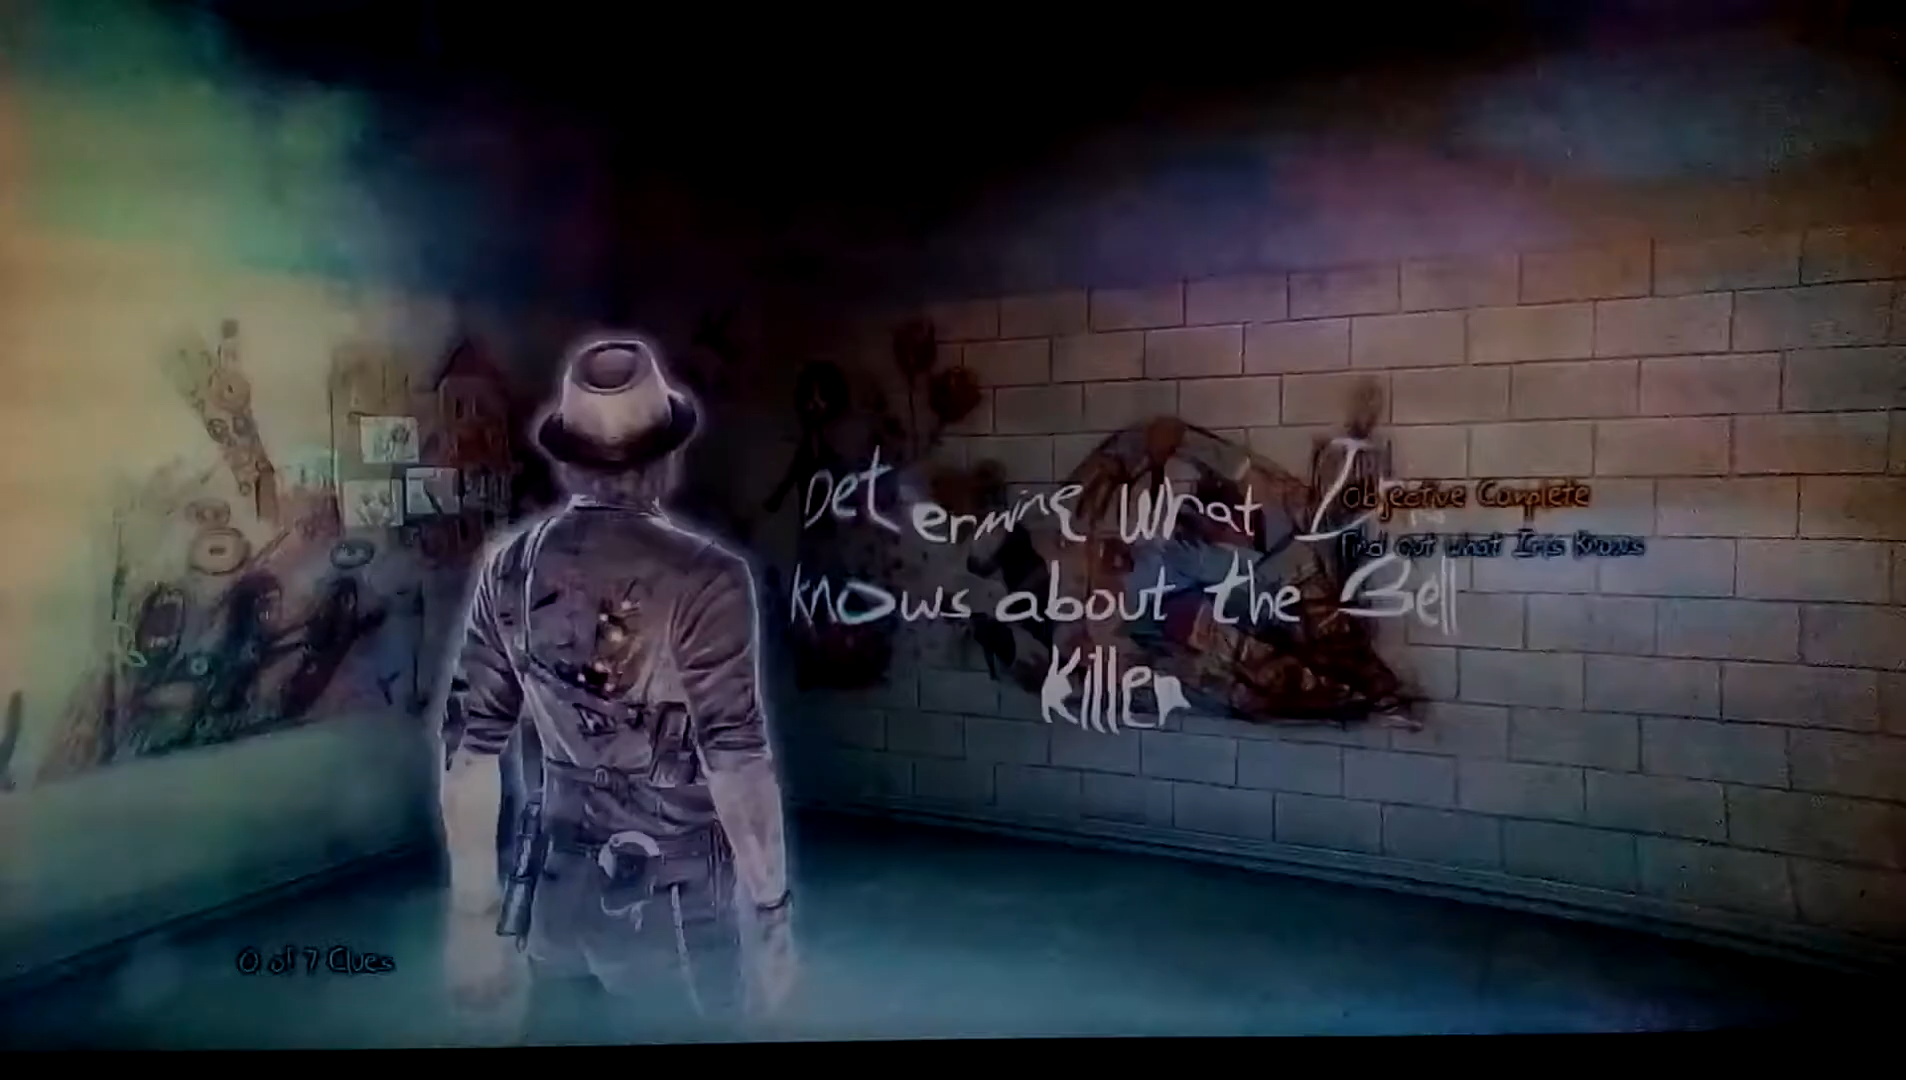 Determine what I
knows about the Bell
Killer
Objective Complete
Find out what Iris Knows
0 of 7 Clues